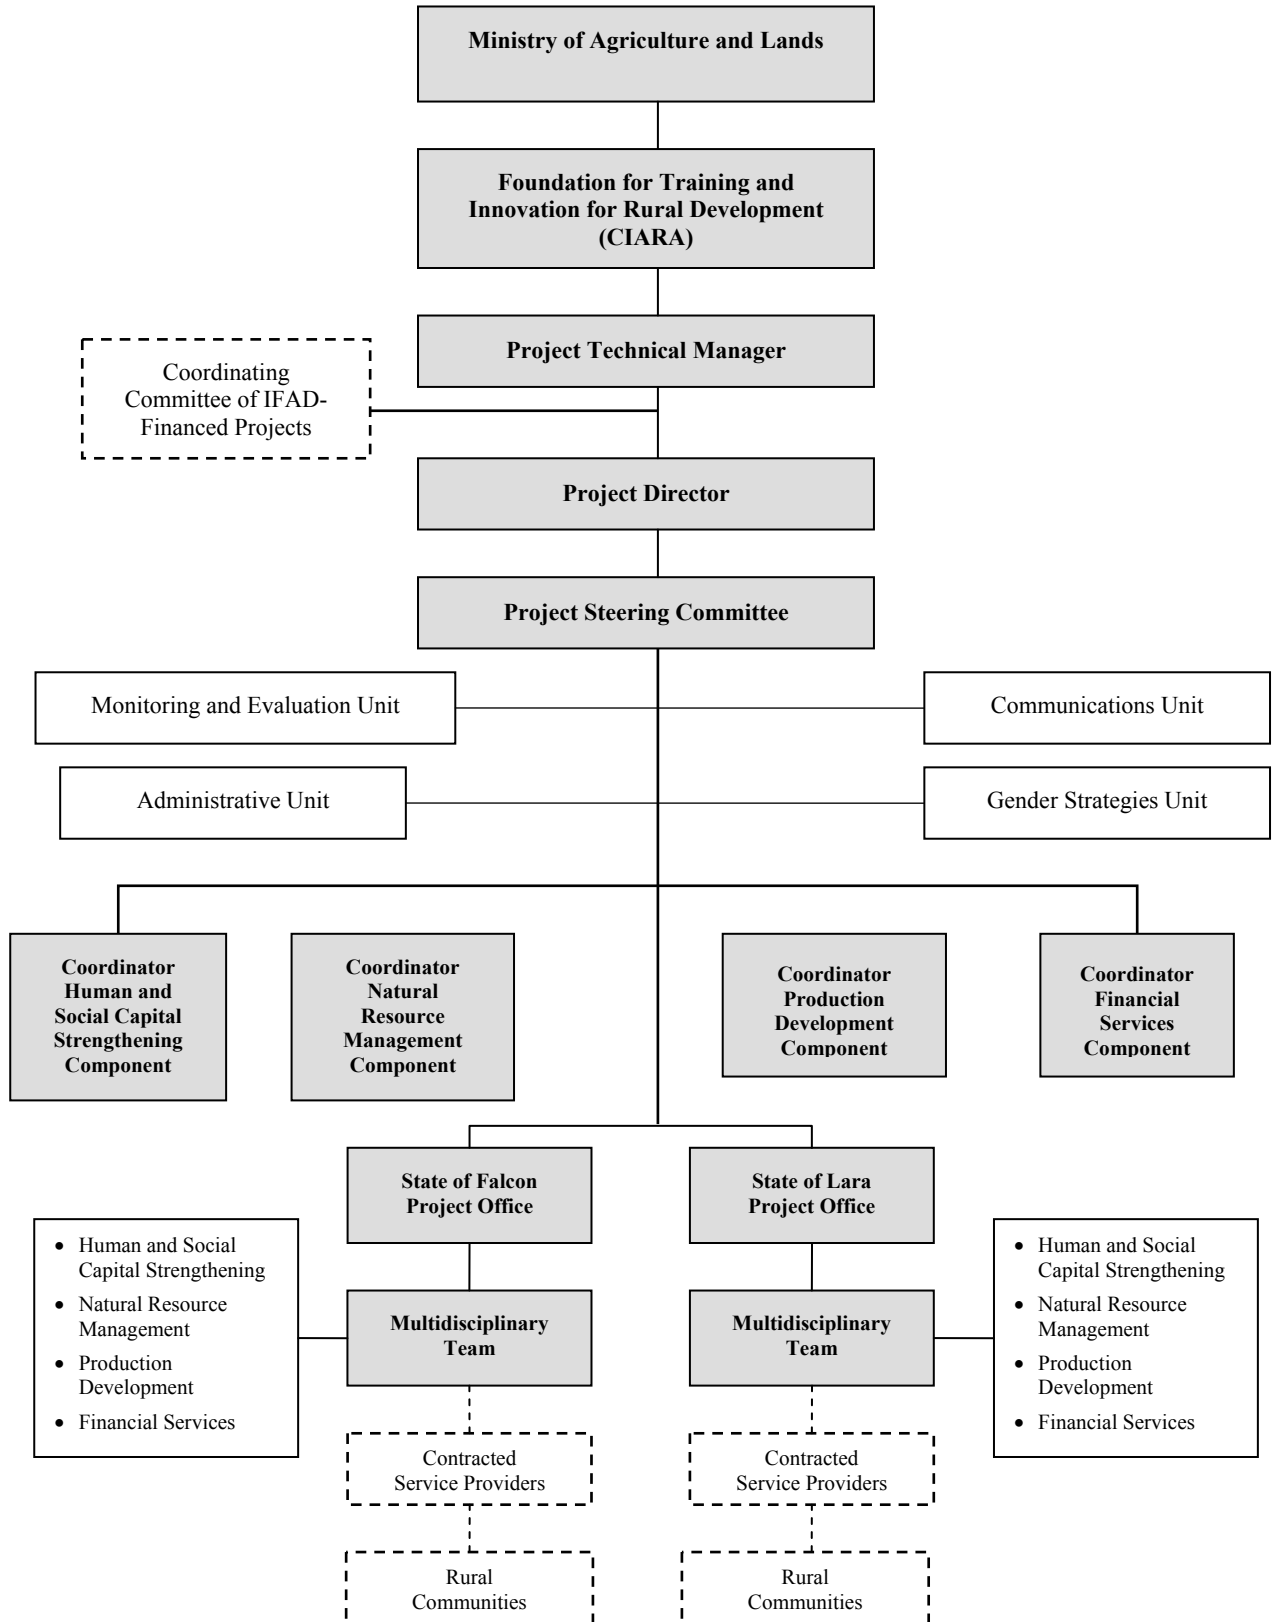 Ministry of Agriculture and Lands
Foundation for Training and
Innovation for Rural Development
(CIARA)
Project Technical Manager
Coordinating
Committee of IFAD-
Financed Projects
Project Director
Project Steering Committee
Monitoring and Evaluation Unit
Communications Unit
Administrative Unit
Gender Strategies Unit
Coordinator
Human and
Social Capital
Strengthening
Component
Coordinator
Natural
Resource
Management
Component
Coordinator
Production
Development
Component
Coordinator
Financial
Services
Component
State of Falcon
Project Office
State of Lara
Project Office
• Human and Social
Capital Strengthening
• Natural Resource
Management
• Production
Development
• Financial Services
Multidisciplinary
Team
Multidisciplinary
Team
• Human and Social
Capital Strengthening
• Natural Resource
Management
• Production
Development
• Financial Services
Contracted
Service Providers
Contracted
Service Providers
Rural
Communities
Rural
Communities